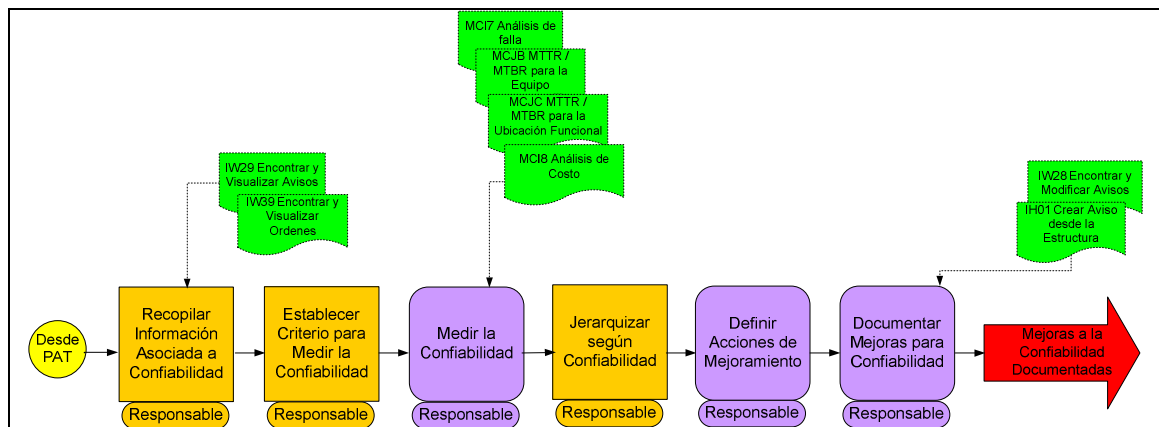 MCI7 Análisis de
falla
MCJB MTTR /
MTBR para la
Equipo
MCJC MTTR /
MTBR para la
Ubicación Funcional
MCI8 Análisis de
Costo
IW29 Encontrar y
Visualizar Avisos
IW39 Encontrar y
Visualizar
Ordenes
IW28 Encontrar y
Modificar Avisos
IH01 Crear Aviso
desde la
Estructura
Desde
PAT
Recopilar
Información
Asociada a
Confiabilidad
Responsable
Establecer
Criterio para
Medir la
Confiabilidad
Responsable
Medir la
Confiabilidad
Responsable
Jerarquizar
según
Confiabilidad
Responsable
Definir
Acciones de
Mejoramiento
Responsable
Documentar
Mejoras para
Confiabilidad
Responsable
Mejoras a la
Confiabilidad
Documentadas